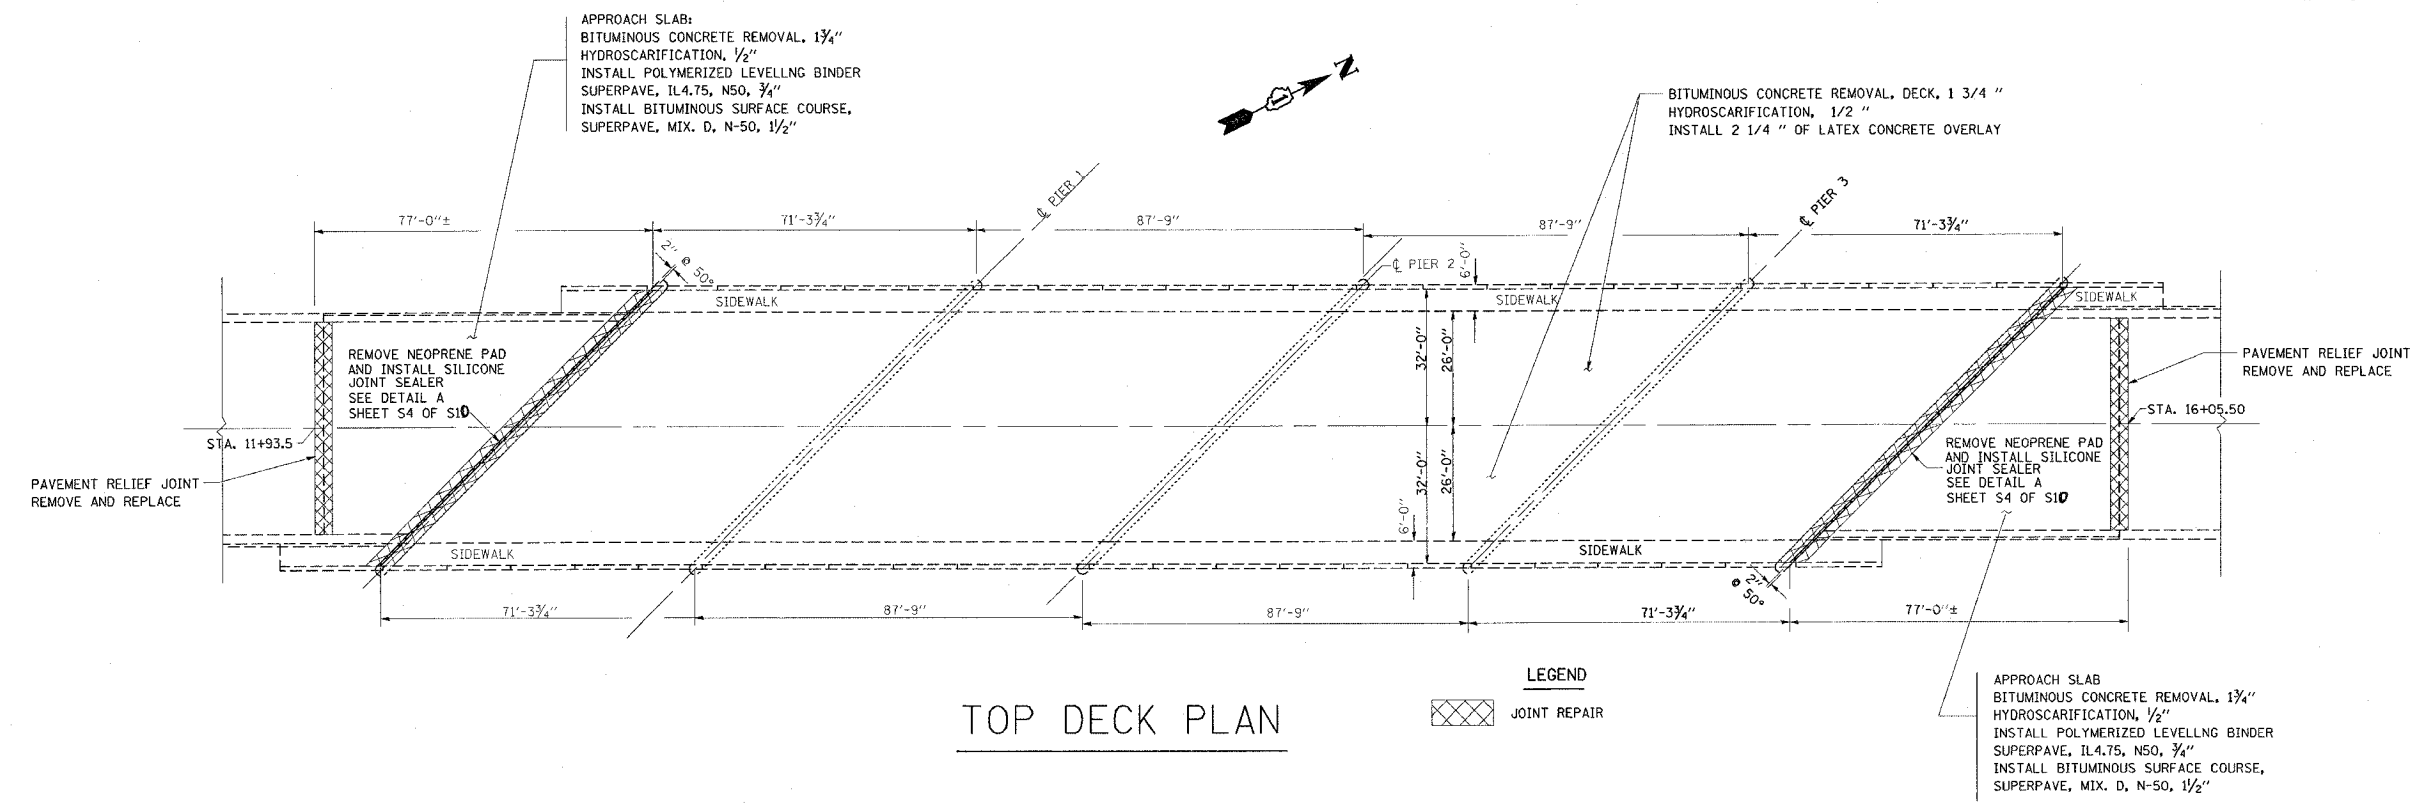 APPROACH SLAB:
BITUMINOUS CONCRETE REMOVAL, 1¾"
HYDROSCARIFICATION, ½"
INSTALL POLYMERIZED LEVELLNG BINDER
SUPERPAVE, IL4.75, N50, ¾"
INSTALL BITUMINOUS SURFACE COURSE,
SUPERPAVE, MIX. D, N-50, 1½"
N
1
BITUMINOUS CONCRETE REMOVAL, DECK, 1 3/4 "
HYDROSCARIFICATION, 1/2 "
INSTALL 2 1/4 " OF LATEX CONCRETE OVERLAY
77'-0"±
71'-3¾"
℄ PIER 1
87'-9"
87'-9"
℄ PIER 3
71'-3¾"
2" @ 50°
℄ PIER 2
6'-0"
SIDEWALK
SIDEWALK
SIDEWALK
REMOVE NEOPRENE PAD
AND INSTALL SILICONE
JOINT SEALER
SEE DETAIL A
SHEET S4 OF S10
32'-0"
26'-0"
PAVEMENT RELIEF JOINT
REMOVE AND REPLACE
STA. 11+93.5
STA. 16+05.50
PAVEMENT RELIEF JOINT
REMOVE AND REPLACE
32'-0"
26'-0"
REMOVE NEOPRENE PAD
AND INSTALL SILICONE
JOINT SEALER
SEE DETAIL A
SHEET S4 OF S10
6'-0"
SIDEWALK
SIDEWALK
2"
@ 50°
71'-3¾"
87'-9"
87'-9"
71'-3¾"
77'-0"±
TOP DECK PLAN
LEGEND
JOINT REPAIR
APPROACH SLAB
BITUMINOUS CONCRETE REMOVAL, 1¾"
HYDROSCARIFICATION, ½"
INSTALL POLYMERIZED LEVELLNG BINDER
SUPERPAVE, IL4.75, N50, ¾"
INSTALL BITUMINOUS SURFACE COURSE,
SUPERPAVE, MIX. D, N-50, 1½"